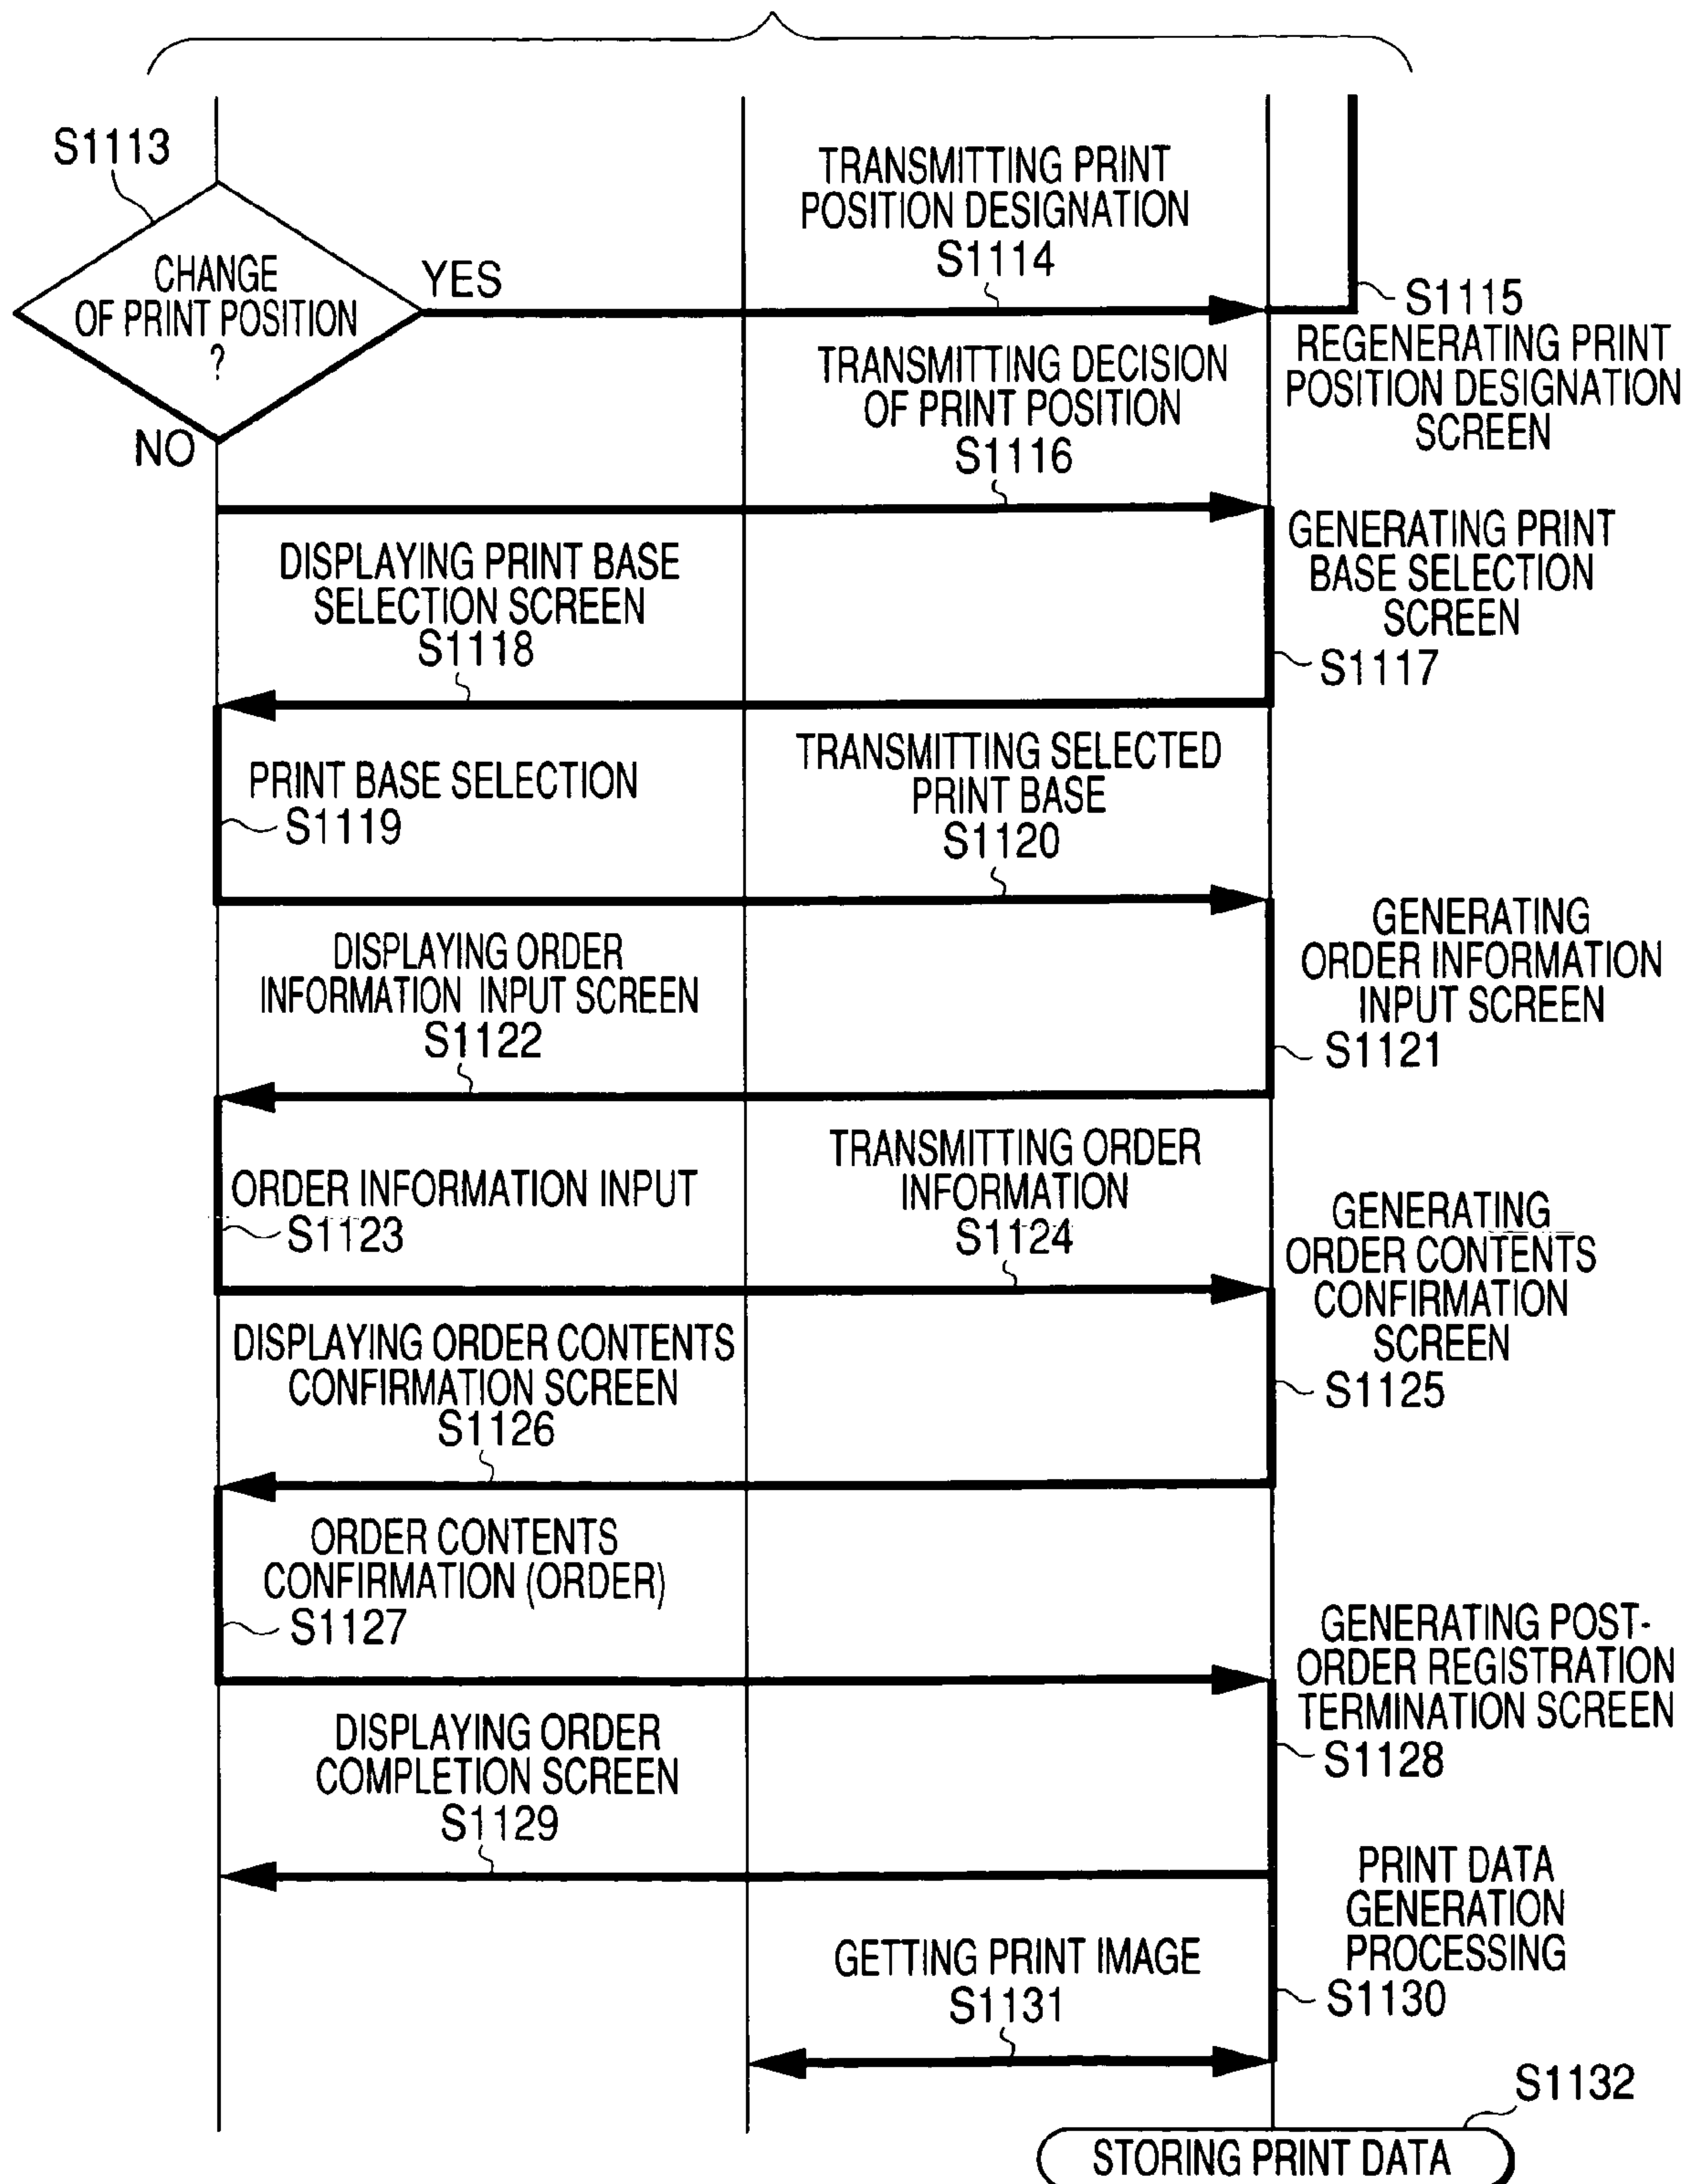 S1113
CHANGE
OF PRINT POSITION
?
YES
NO
TRANSMITTING PRINT
POSITION DESIGNATION
S1114
S1115
REGENERATING PRINT
POSITION DESIGNATION
SCREEN
TRANSMITTING DECISION
OF PRINT POSITION
S1116
GENERATING PRINT
BASE SELECTION
SCREEN
S1117
DISPLAYING PRINT BASE
SELECTION SCREEN
S1118
PRINT BASE SELECTION
S1119
TRANSMITTING SELECTED
PRINT BASE
S1120
GENERATING
ORDER INFORMATION
INPUT SCREEN
S1121
DISPLAYING ORDER
INFORMATION INPUT SCREEN
S1122
ORDER INFORMATION INPUT
S1123
TRANSMITTING ORDER
INFORMATION
S1124
GENERATING
ORDER CONTENTS
CONFIRMATION
SCREEN
S1125
DISPLAYING ORDER CONTENTS
CONFIRMATION SCREEN
S1126
ORDER CONTENTS
CONFIRMATION (ORDER)
S1127
GENERATING POST-
ORDER REGISTRATION
TERMINATION SCREEN
S1128
DISPLAYING ORDER
COMPLETION SCREEN
S1129
PRINT DATA
GENERATION
PROCESSING
S1130
GETTING PRINT IMAGE
S1131
S1132
STORING PRINT DATA